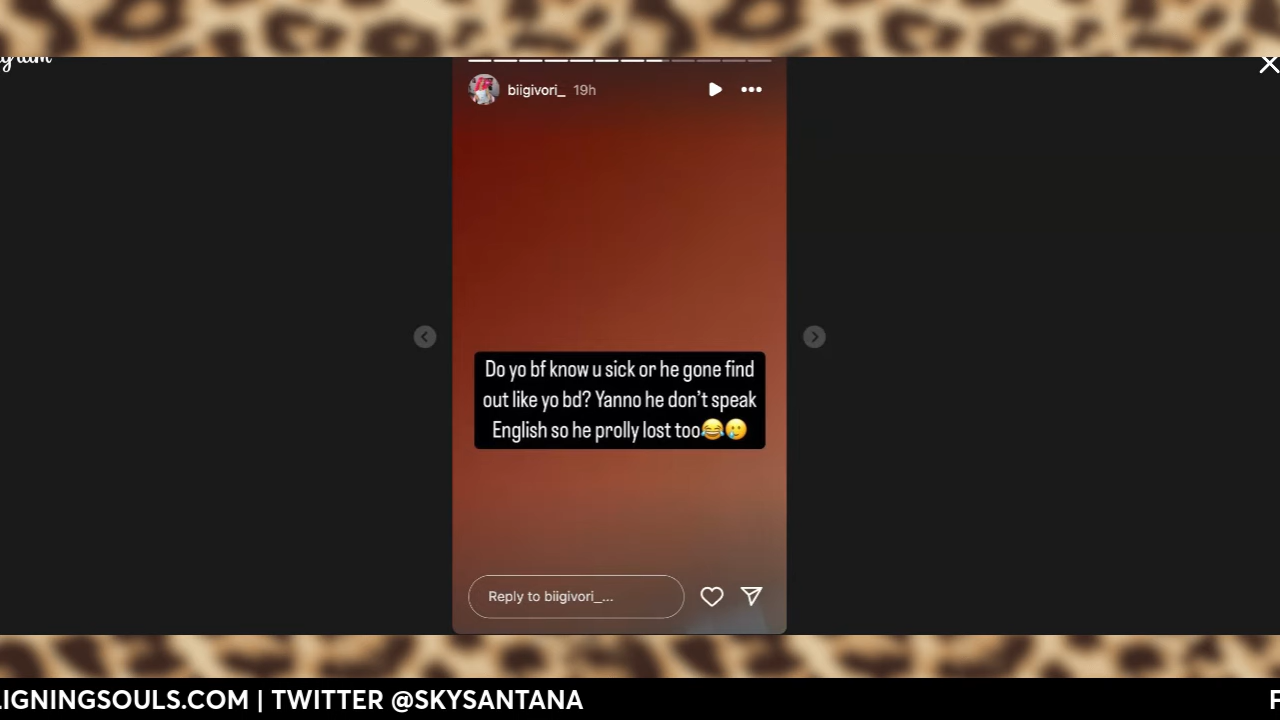 biigivori_ 19h
Do yo bf know u sick or he gone find
out like yo bd? Yanno he don't speak
English so he prolly lost too😂🥲
Reply to biigivori_...
IGNINGSOULS.COM | TWITTER @SKYSANTANA